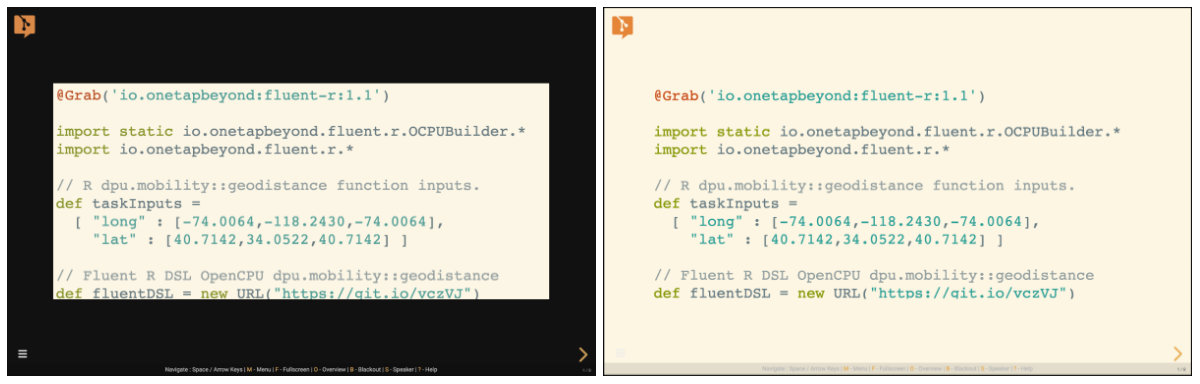 @Grab('io.onetapbeyond:fluent-r:1.1')
import static io.onetapbeyond.fluent.r.OCPUBuilder.*
import io.onetapbeyond.fluent.r.*
// R dpu.mobility::geodistance function inputs.
def taskInputs =
[ "long" : [-74.0064,-118.2430,-74.0064],
"lat" : [40.7142,34.0522,40.7142] ]
// Fluent R DSL OpenCPU dpu.mobility::geodistance
def fluentDSL = new URL("https://git.io/vczVJ")
Navigate : Space / Arrow Keys | M - Menu | F - Fullscreen | O - Overview | B - Blackout | S - Speaker | ? - Help
@Grab('io.onetapbeyond:fluent-r:1.1')
import static io.onetapbeyond.fluent.r.OCPUBuilder.*
import io.onetapbeyond.fluent.r.*
// R dpu.mobility::geodistance function inputs.
def taskInputs =
[ "long" : [-74.0064,-118.2430,-74.0064],
"lat" : [40.7142,34.0522,40.7142] ]
// Fluent R DSL OpenCPU dpu.mobility::geodistance
def fluentDSL = new URL("https://git.io/vczVJ")
Navigate : Space / Arrow Keys | M - Menu | F - Fullscreen | O - Overview | B - Blackout | S - Speaker | ? - Help